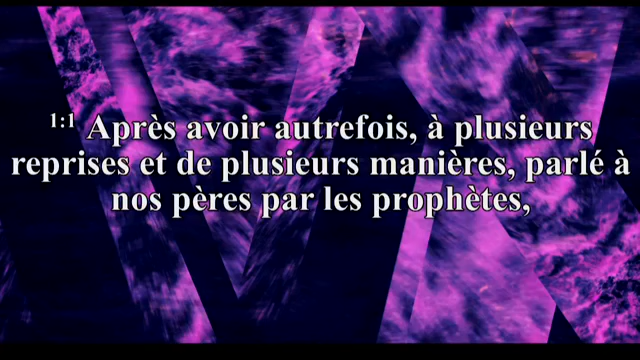 1:1 Après avoir autrefois, à plusieurs
reprises et de plusieurs manières, parlé à
nos pères par les prophètes,